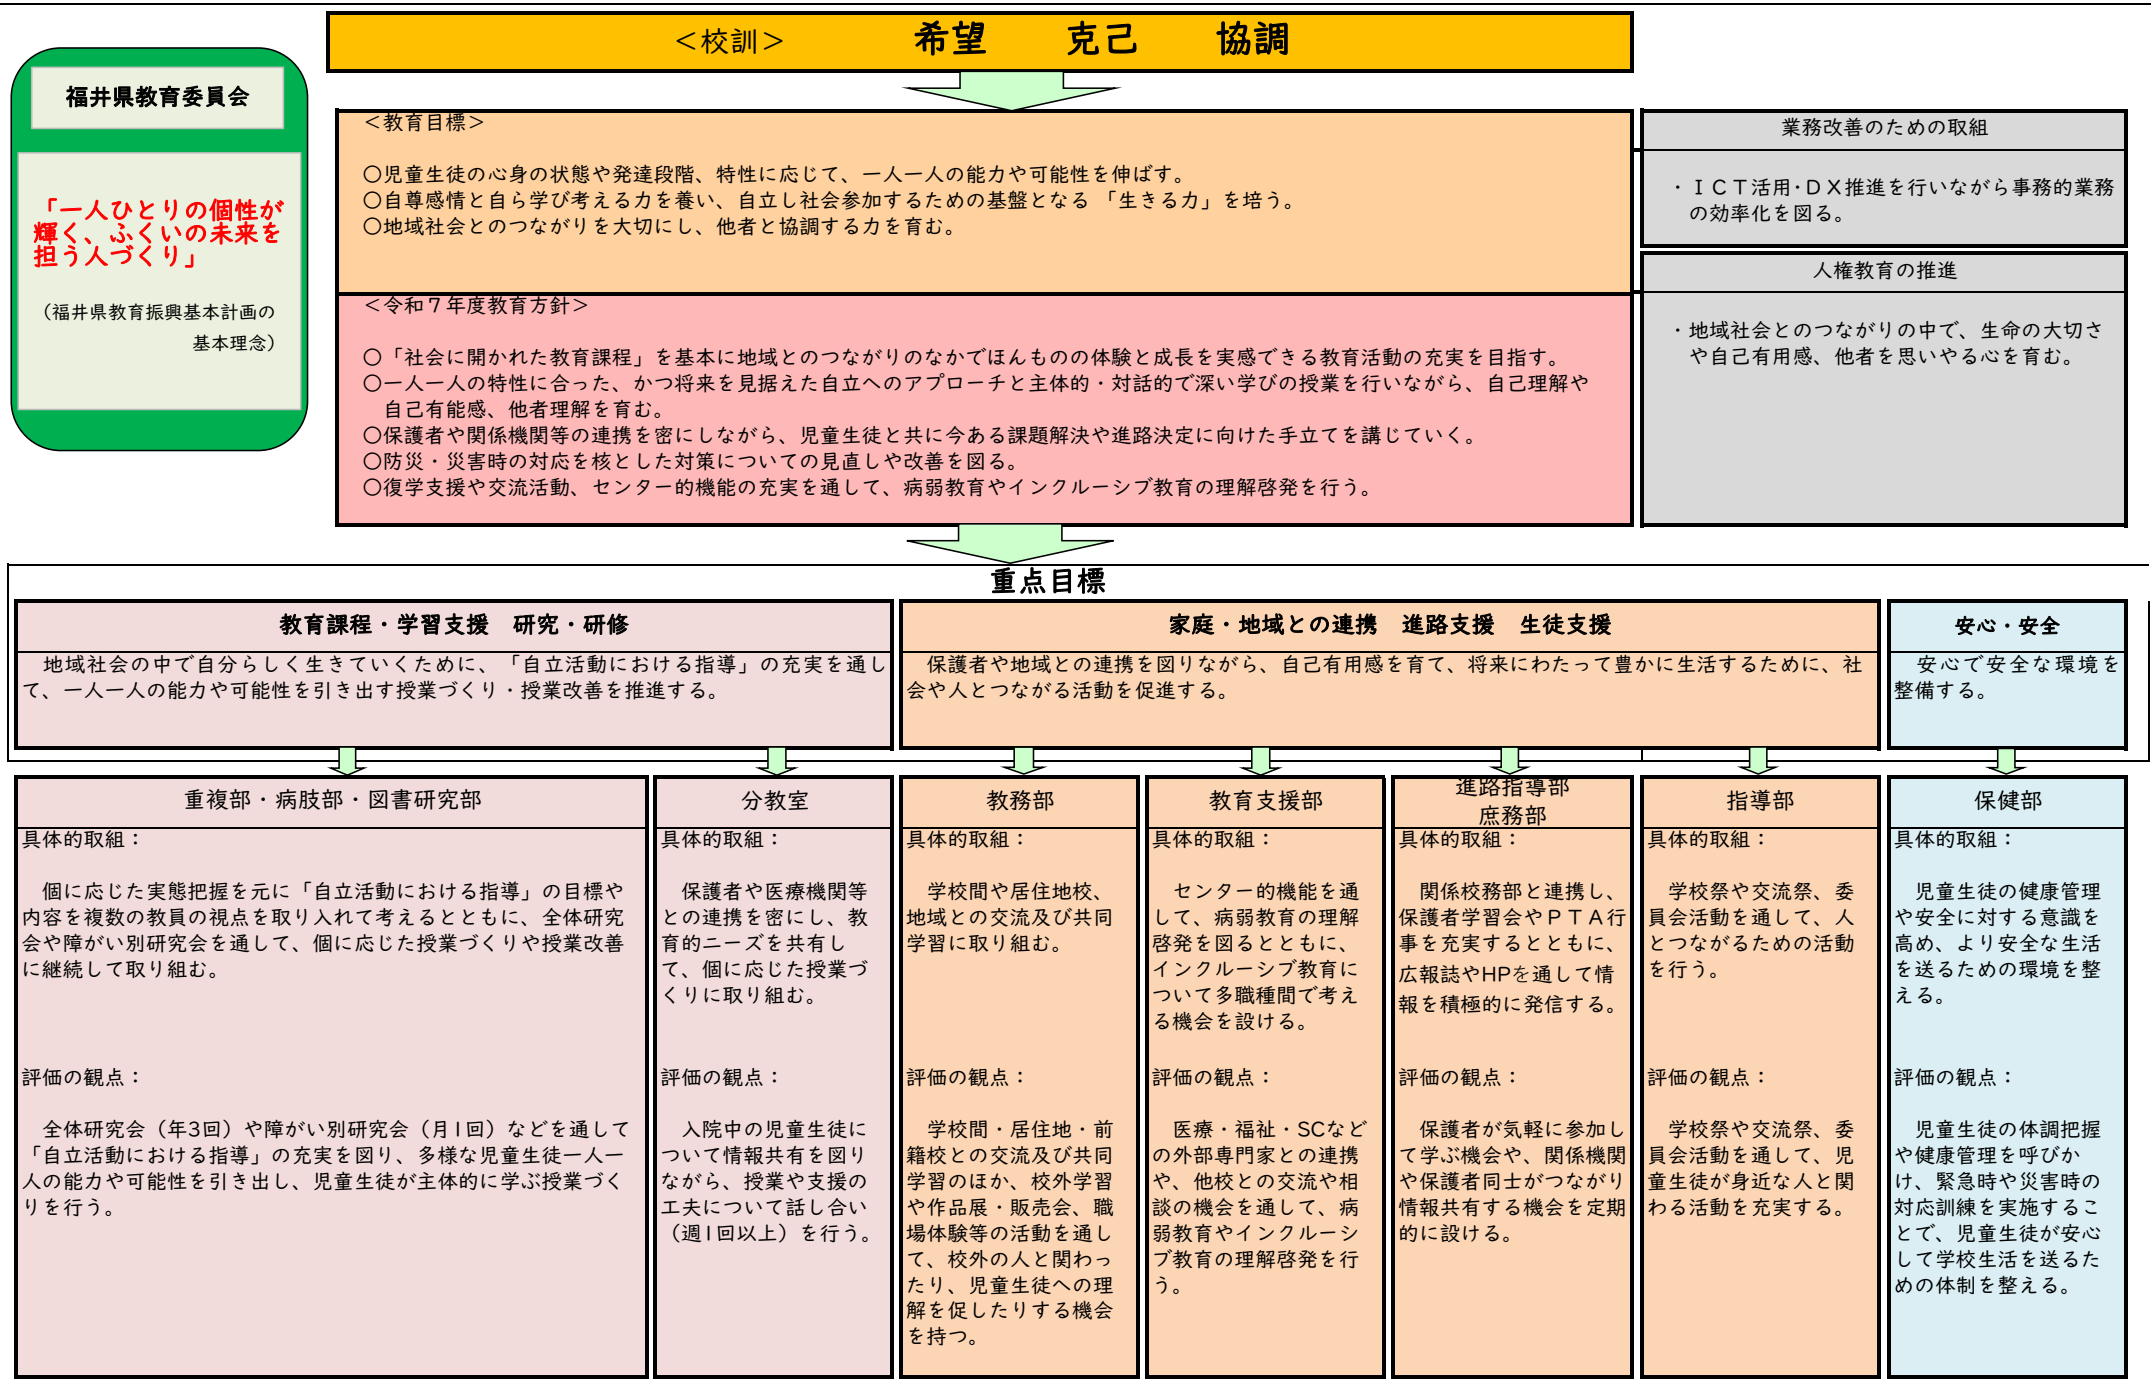 ＜校訓＞　希望　克己　協調
福井県教育委員会
「一人ひとりの個性が
輝く、ふくいの未来を
担う人づくり」
（福井県教育振興基本計画の
基本理念）
＜教育目標＞
〇児童生徒の心身の状態や発達段階、特性に応じて、一人一人の能力や可能性を伸ばす。
〇自尊感情と自ら学び考える力を養い、自立し社会参加するための基盤となる 「生きる力」を培う。
〇地域社会とのつながりを大切にし、他者と協調する力を育む。
＜令和７年度教育方針＞
〇「社会に開かれた教育課程」を基本に地域とのつながりのなかでほんものの体験と成長を実感できる教育活動の充実を目指す。
〇一人一人の特性に合った、かつ将来を見据えた自立へのアプローチと主体的・対話的で深い学びの授業を行いながら、自己理解や
自己有能感、他者理解を育む。
〇保護者や関係機関等の連携を密にしながら、児童生徒と共に今ある課題解決や進路決定に向けた手立てを講じていく。
〇防災・災害時の対応を核とした対策についての見直しや改善を図る。
〇復学支援や交流活動、センター的機能の充実を通して、病弱教育やインクルーシブ教育の理解啓発を行う。
業務改善のための取組
・ＩＣＴ活用・ＤＸ推進を行いながら事務的業務
の効率化を図る。
人権教育の推進
・地域社会とのつながりの中で、生命の大切さ
や自己有用感、他者を思いやる心を育む。
重点目標
教育課程・学習支援　研究・研修
地域社会の中で自分らしく生きていくために、「自立活動における指導」の充実を通し
て、一人一人の能力や可能性を引き出す授業づくり・授業改善を推進する。
家庭・地域との連携　進路支援　生徒支援
保護者や地域との連携を図りながら、自己有用感を育て、将来にわたって豊かに生活するために、社
会や人とつながる活動を促進する。
安心・安全
安心で安全な環境を
整備する。
重複部・病肢部・図書研究部
具体的取組：
個に応じた実態把握を元に「自立活動における指導」の目標や
内容を複数の教員の視点を取り入れて考えるとともに、全体研究
会や障がい別研究会を通して、個に応じた授業づくりや授業改善
に継続して取り組む。
評価の観点：
全体研究会（年3回）や障がい別研究会（月1回）などを通して
「自立活動における指導」の充実を図り、多様な児童生徒一人一
人の能力や可能性を引き出し、児童生徒が主体的に学ぶ授業づく
りを行う。
分教室
具体的取組：
保護者や医療機関等
との連携を密にし、教
育的ニーズを共有し
て、個に応じた授業づ
くりに取り組む。
評価の観点：
入院中の児童生徒に
ついて情報共有を図り
ながら、授業や支援の
工夫について話し合い
（週1回以上）を行う。
教務部
具体的取組：
学校間や居住地校、
地域との交流及び共同
学習に取り組む。
評価の観点：
学校間・居住地・前
籍校との交流及び共同
学習のほか、校外学習
や作品展・販売会、職
場体験等の活動を通し
て、校外の人と関わっ
たり、児童生徒への理
解を促したりする機会
を持つ。
教育支援部
具体的取組：
センター的機能を通
して、病弱教育の理解
啓発を図るとともに、
インクルーシブ教育に
ついて多職種間で考え
る機会を設ける。
評価の観点：
医療・福祉・SCなど
の外部専門家との連携
や、他校との交流や相
談の機会を通して、病
弱教育やインクルーシ
ブ教育の理解啓発を行
う。
進路指導部
庶務部
具体的取組：
関係校務部と連携し、
保護者学習会やＰＴＡ行
事を充実するとともに、
広報誌やHPを通して情
報を積極的に発信する。
評価の観点：
保護者が気軽に参加し
て学ぶ機会や、関係機関
や保護者同士がつながり
情報共有する機会を定期
的に設ける。
指導部
具体的取組：
学校祭や交流祭、委
員会活動を通して、人
とつながるための活動
を行う。
評価の観点：
学校祭や交流祭、委
員会活動を通して、児
童生徒が身近な人と関
わる活動を充実する。
保健部
具体的取組：
児童生徒の健康管理
や安全に対する意識を
高め、より安全な生活
を送るための環境を整
える。
評価の観点：
児童生徒の体調把握
や健康管理を呼びか
け、緊急時や災害時の
対応訓練を実施するこ
とで、児童生徒が安心
して学校生活を送るた
めの体制を整える。